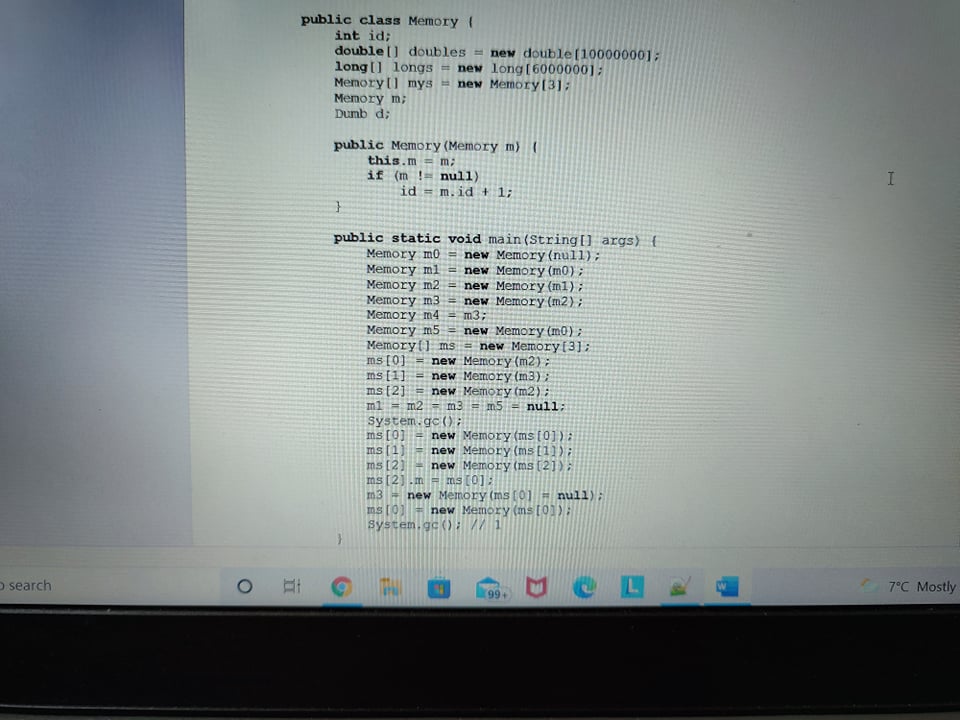 public class Memory {
int id;
double[] doubles = new double[10000000];
long[] longs = new long[6000000];
Memory[] mys = new Memory[3];
Memory m;
Dumb d;
public Memory(Memory m) {
this.m = m;
if (m != null)
id = m.id + 1;
}
public static void main(String[] args) {
Memory m0 = new Memory(null);
Memory m1 = new Memory(m0);
Memory m2 = new Memory(m1);
Memory m3 = new Memory(m2);
Memory m4 = m3;
Memory m5 = new Memory(m0);
Memory[] ms = new Memory[3];
ms[0] = new Memory(m2);
ms[1] = new Memory(m3);
ms[2] = new Memory(m2);
m1 = m2 = m3 = m5 = null;
System.gc();
ms[0] = new Memory(ms[0]);
ms[1] = new Memory(ms[1]);
ms[2] = new Memory(ms[2]);
ms[2].m = ms[0];
m3 = new Memory(ms[0] = null);
ms[0] = new Memory(ms[0]);
System.gc(); // 1
}
search 99+ L W 7°C Mostly